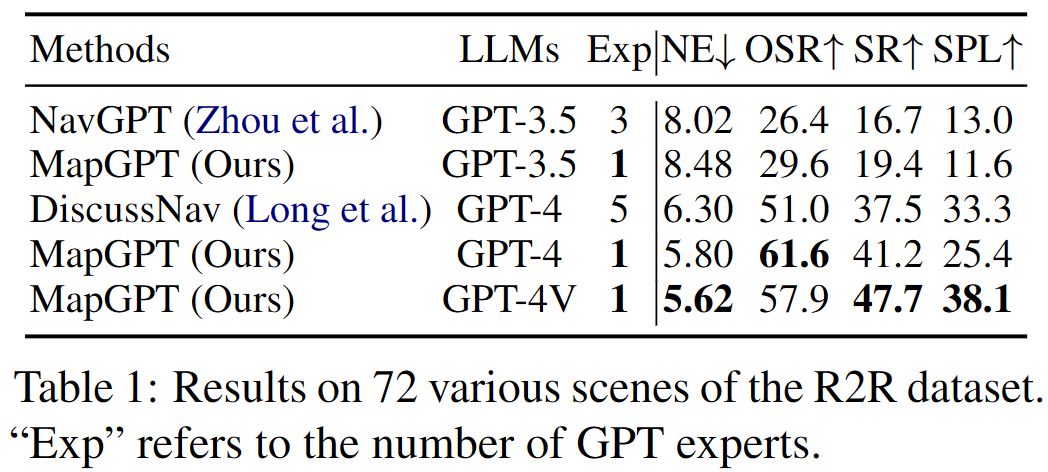 Methods LLMs Exp NE↓ OSR↑ SR↑ SPL↑
NavGPT (Zhou et al.) GPT-3.5 3 8.02 26.4 16.7 13.0
MapGPT (Ours) GPT-3.5 1 8.48 29.6 19.4 11.6
DiscussNav (Long et al.) GPT-4 5 6.30 51.0 37.5 33.3
MapGPT (Ours) GPT-4 1 5.80 61.6 41.2 25.4
MapGPT (Ours) GPT-4V 1 5.62 57.9 47.7 38.1
Table 1: Results on 72 various scenes of the R2R dataset.
“Exp” refers to the number of GPT experts.